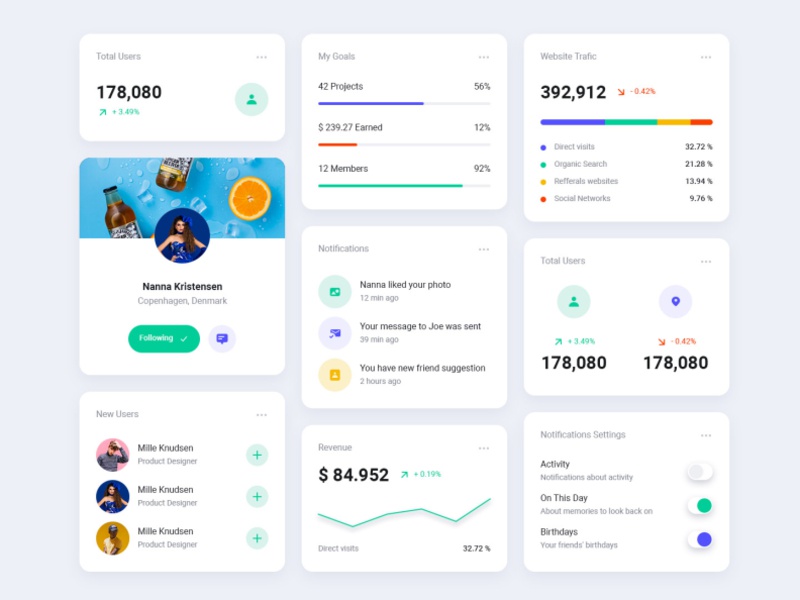 Total Users
178,080
+ 3.49%
Nanna Kristensen
Copenhagen, Denmark
Following
New Users
Mille Knudsen
Product Designer
Mille Knudsen
Product Designer
Mille Knudsen
Product Designer
My Goals
42 Projects 56%
$ 239.27 Earned 12%
12 Members 92%
Notifications
Nanna liked your photo
12 min ago
Your message to Joe was sent
39 min ago
You have new friend suggestion
2 hours ago
Revenue
$ 84.952 + 0.19%
Direct visits 32.72 %
Website Trafic
392,912 - 0.42%
Direct visits 32.72 %
Organic Search 21.28 %
Refferals websites 13.94 %
Social Networks 9.76 %
Total Users
+ 3.49% - 0.42%
178,080 178,080
Notifications Settings
Activity
Notifications about activity
On This Day
About memories to look back on
Birthdays
Your friends' birthdays